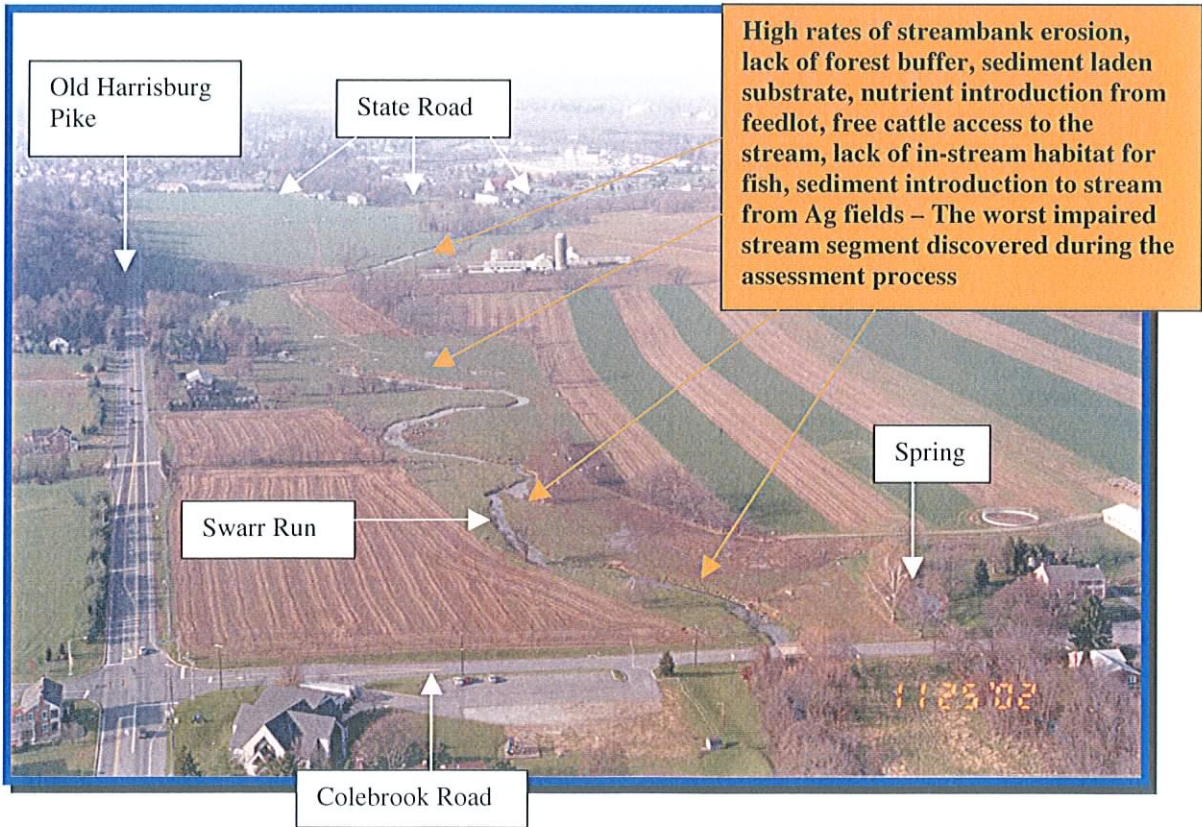 Old Harrisburg
Pike
State Road
High rates of streambank erosion,
lack of forest buffer, sediment laden
substrate, nutrient introduction from
feedlot, free cattle access to the
stream, lack of in-stream habitat for
fish, sediment introduction to stream
from Ag fields – The worst impaired
stream segment discovered during the
assessment process
Spring
Swarr Run
11 25 '02
Colebrook Road